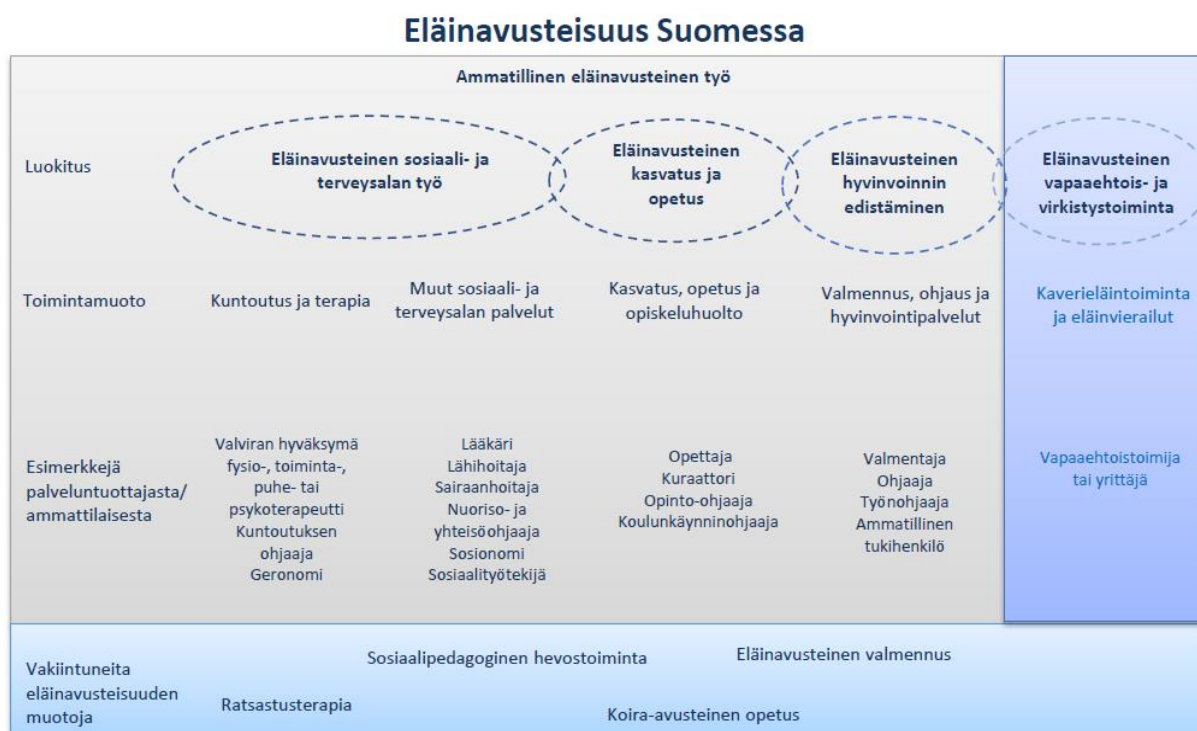 Eläinavusteisuus Suomessa
Ammatillinen eläinavusteinen työ
Luokitus
Eläinavusteinen sosiaali- ja
terveysalan työ
Eläinavusteinen
kasvatus ja
opetus
Eläinavusteinen
hyvinvoinnin
edistäminen
Eläinavusteinen
vapaaehtois- ja
virkistystoiminta
Toimintamuoto
Kuntoutus ja terapia
Muut sosiaali- ja
terveysalan palvelut
Kasvatus, opetus ja
opiskeluhuolto
Valmennus, ohjaus ja
hyvinvointipalvelut
Kaverieläintoiminta
ja eläinvierailut
Esimerkkejä
palveluntuottajasta/
ammattilaisesta
Valviran hyväksymä
fysio-, toiminta-,
puhe- tai
psykoterapeutti
Kuntoutuksen
ohjaaja
Geronomi
Lääkäri
Lähihoitaja
Sairaanhoitaja
Nuoriso- ja
yhteisöohjaaja
Sosionomi
Sosiaalityötekijä
Opettaja
Kuraattori
Opinto-ohjaaja
Koulunkäynninohjaaja
Valmentaja
Ohjaaja
Työnohjaaja
Ammatillinen
tukihenkilö
Vapaaehtoistoimija
tai yrittäjä
Vakiintuneita
eläinavusteisuuden
muotoja
Ratsastusterapia
Sosiaalipedagoginen hevostoiminta
Koira-avusteinen opetus
Eläinavusteinen valmennus